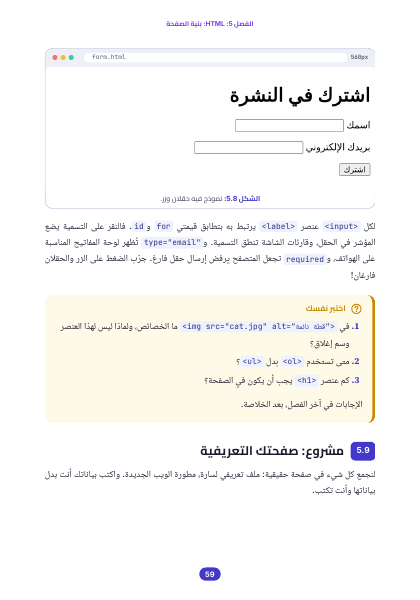 الفصل 5: HTML: بنية الصفحة
form.html
560px
اشترك في النشرة
اسمك
بريدك الإلكتروني
اشترك
الشكل 5.8: نموذج فيه حقلان وزر.
لكل <input> عنصر <label> يرتبط به بتطابق قيمتي for و id. فالنقر على التسمية يضع
المؤشر في الحقل، وقارئات الشاشة تنطق التسمية. و type="email" تُظهر لوحة المفاتيح المناسبة
على الهواتف، و required تجعل المتصفح يرفض إرسال حقل فارغ. جرّب الضغط على الزر والحقلان
فارغان!
اختبر نفسك
1. في <img src="cat.jpg" alt="قطة نائمة"> ما الخصائص، ولماذا ليس لهذا العنصر
وسم إغلاق؟
2. متى تستخدم <ol> بدل <ul>؟
3. كم عنصر <h1> يجب أن يكون في الصفحة؟
الإجابات في آخر الفصل، بعد الخلاصة.
5.9 مشروع: صفحتك التعريفية
لنجمع كل شيء في صفحة حقيقية: ملف تعريفي لسارة، مطورة الويب الجديدة. واكتب بياناتك أنت بدل
بياناتها وأنت تكتب.
59